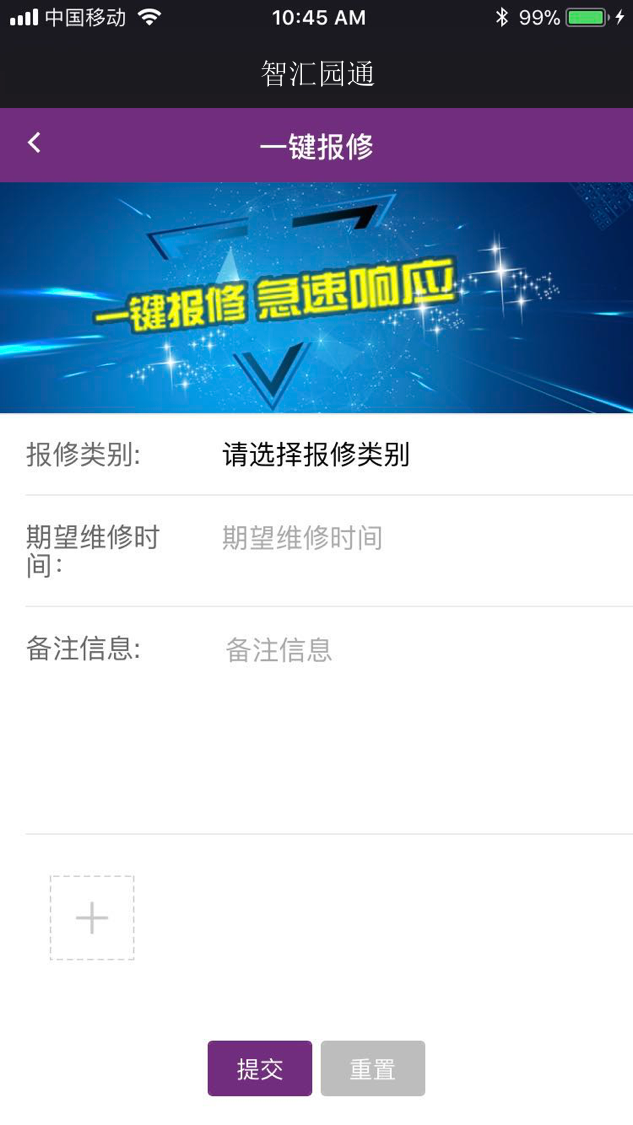 中国移动 10:45 AM 99%
智汇园通
一键报修
一键报修 急速响应
报修类别: 请选择报修类别
期望维修时 期望维修时间
间：
备注信息: 备注信息
提交 重置